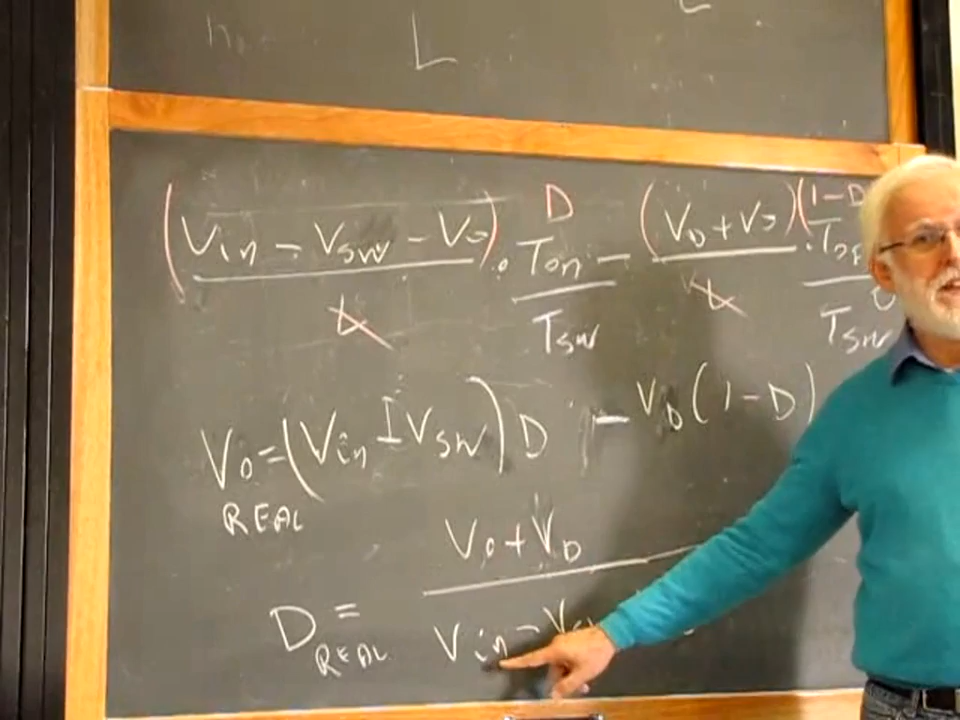 h L
(Vin - Vsw - Vo) . D Ton - (VD + Vo) . (1-D
L Tsw L Tsw
Vo = (Vin - Vsw) D - VD (1-D)
REAL
Vo + VD
D = Vin -
REAL